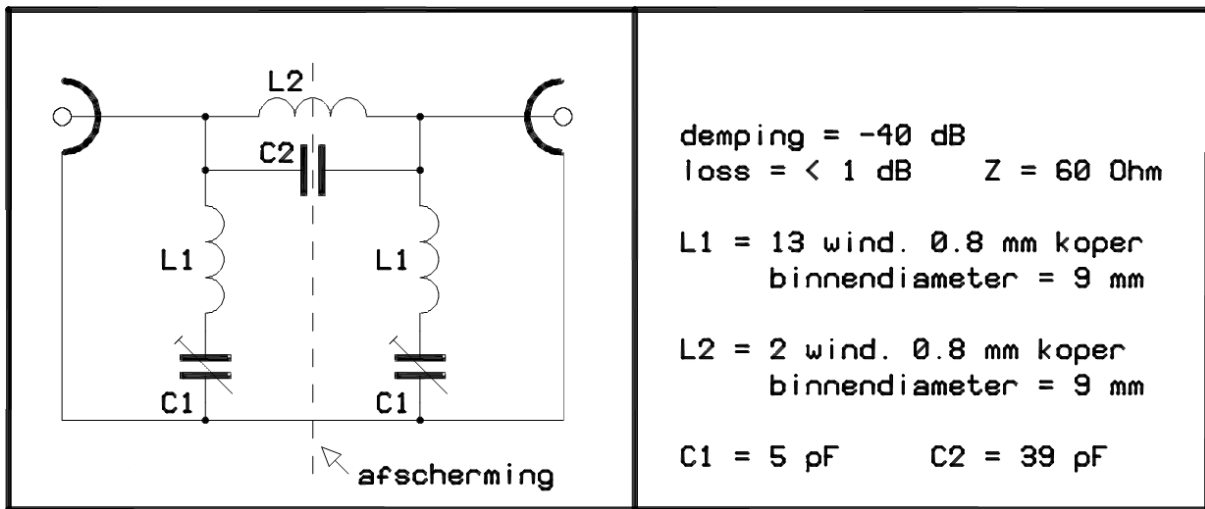 L2
C2
L1
L1
C1
C1
afscherming
demping = -40 dB
loss = < 1 dB Z = 60 Ohm
L1 = 13 wind. 0.8 mm koper
binnendiameter = 9 mm
L2 = 2 wind. 0.8 mm koper
binnendiameter = 9 mm
C1 = 5 pF C2 = 39 pF